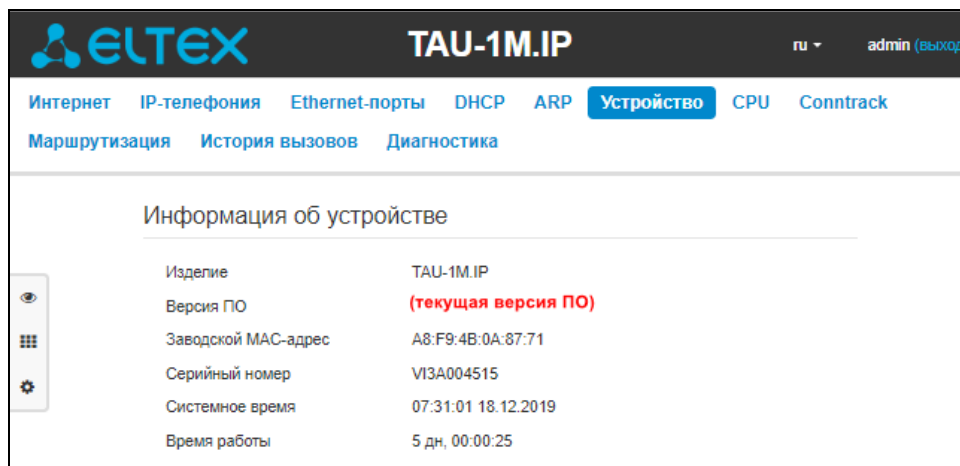 ELTEX TAU-1M.IP ru admin (выход
Интернет IP-телефония Ethernet-порты DHCP ARP Устройство CPU Conntrack
Маршрутизация История вызовов Диагностика
Информация об устройстве
Изделие TAU-1M.IP
Версия ПО (текущая версия ПО)
Заводской MAC-адрес A8:F9:4B:0A:87:71
Серийный номер VI3A004515
Системное время 07:31:01 18.12.2019
Время работы 5 дн, 00:00:25